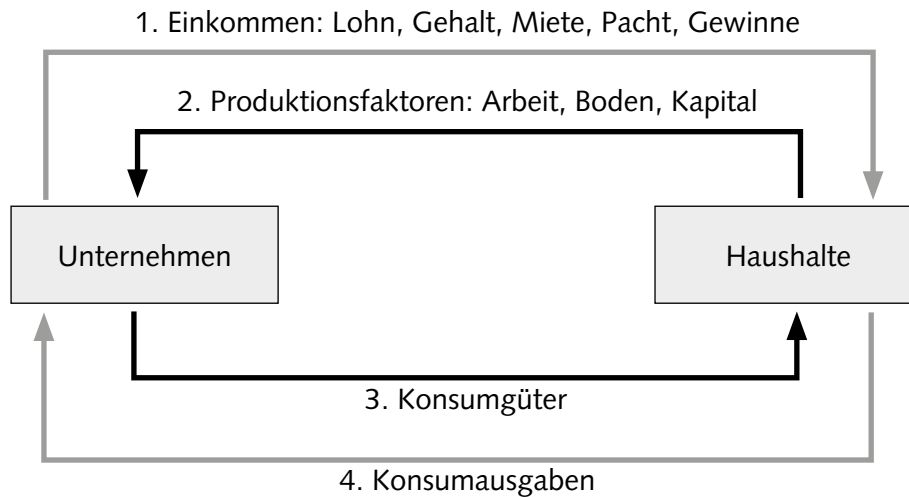 1. Einkommen: Lohn, Gehalt, Miete, Pacht, Gewinne
2. Produktionsfaktoren: Arbeit, Boden, Kapital
Unternehmen
Haushalte
3. Konsumgüter
4. Konsumausgaben